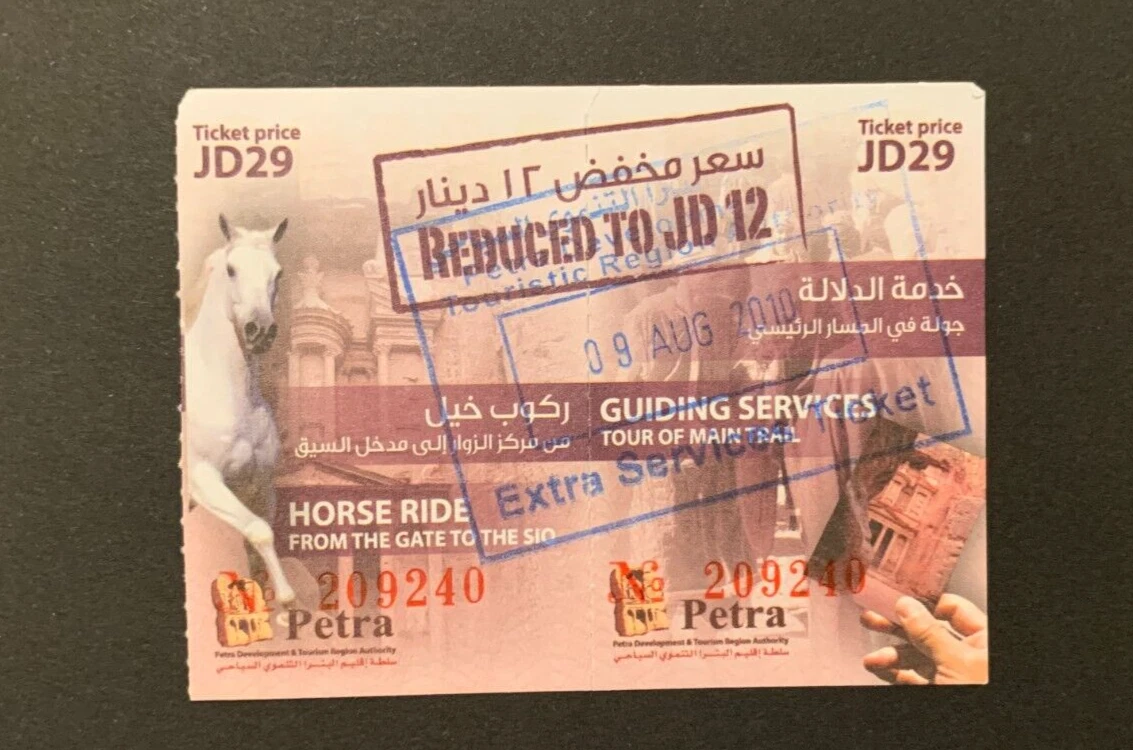 Ticket price
JD29
Ticket price
JD29
سعر مخفض ١٢ دينار
REDUCED TO JD 12
Touristic Region
09 AUG 2010
Extra Services Ticket
خدمة الدلالة
جولة في المسار الرئيسي
ركوب خيل
من مركز الزوار إلى مدخل السيق
GUIDING SERVICES
TOUR OF MAIN TRAIL
HORSE RIDE
FROM THE GATE TO THE SIQ
№ 209240
Petra
Petra Development & Tourism Region Authority
سلطة إقليم البترا التنموي السياحي
№ 209240
Petra
Petra Development & Tourism Region Authority
سلطة إقليم البترا التنموي السياحي